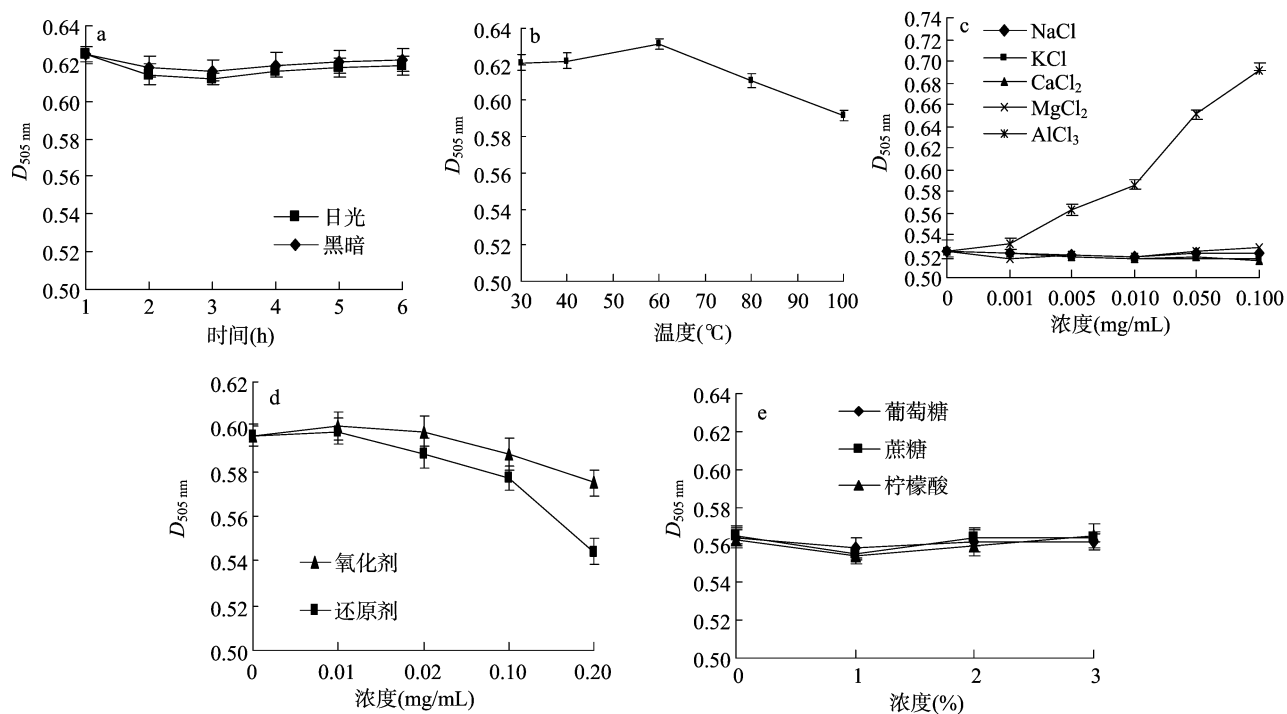 a
0.64
0.62
0.60
0.58
0.56
0.54
0.52
0.50
D505 nm
日光
黑暗
1 2 3 4 5 6
时间(h)
b
0.64
0.62
0.60
0.58
0.56
0.54
0.52
0.50
D505 nm
30 40 50 60 70 80 90 100
温度(℃)
c
0.74
0.70
0.68
0.66
0.64
0.62
0.60
0.58
0.56
0.54
0.52
0.50
D505 nm
NaCl
KCl
CaCl2
MgCl2
AlCl3
0 0.001 0.005 0.010 0.050 0.100
浓度(mg/mL)
d
0.62
0.60
0.58
0.56
0.54
0.52
0.50
D505 nm
氧化剂
还原剂
0 0.01 0.02 0.10 0.20
浓度(mg/mL)
e
0.64
0.62
0.60
0.58
0.56
0.54
0.52
0.50
D505 nm
葡萄糖
蔗糖
柠檬酸
0 1 2 3
浓度(%)